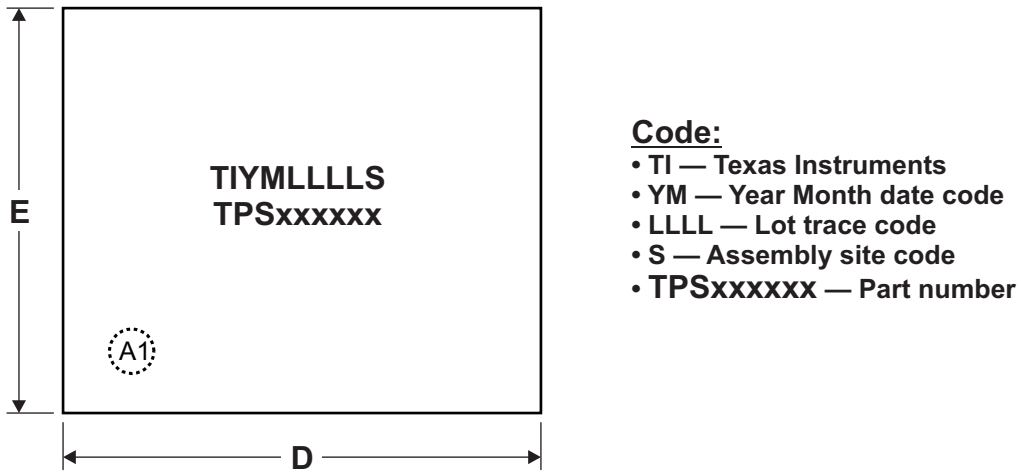 TIYMLLLLS
TPSxxxxxx
E
A1
D
Code:
• TI — Texas Instruments
• YM — Year Month date code
• LLLL — Lot trace code
• S — Assembly site code
• TPSxxxxxx — Part number